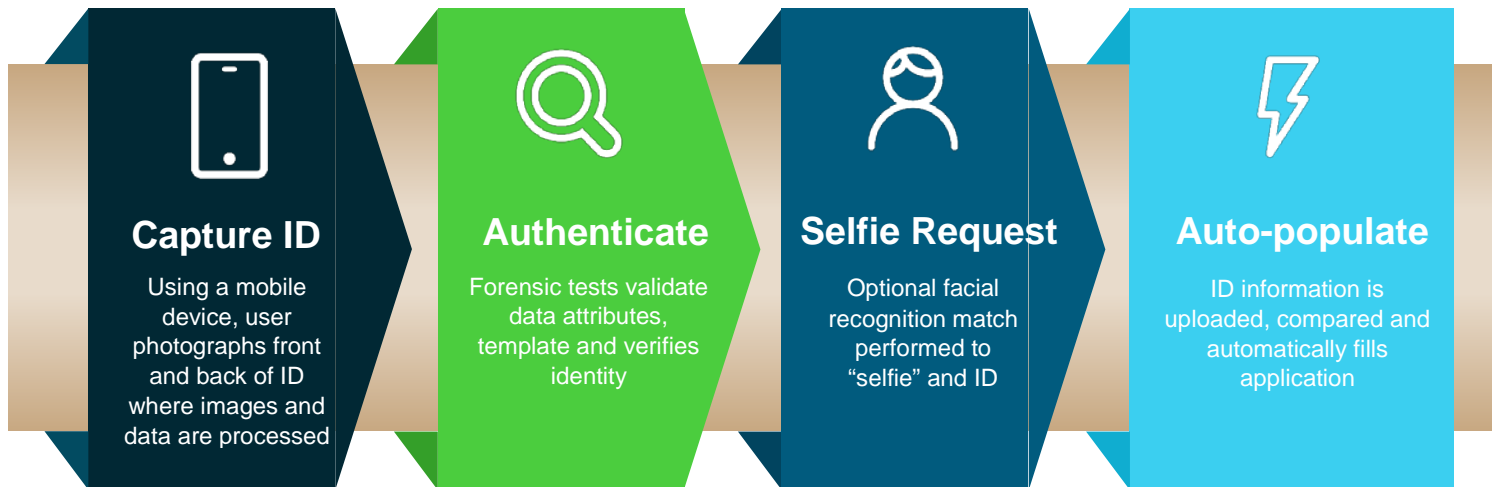 Capture ID
Using a mobile
device, user
photographs front
and back of ID
where images and
data are processed
Authenticate
Forensic tests validate
data attributes,
template and verifies
identity
Selfie Request
Optional facial
recognition match
performed to
“selfie” and ID
Auto-populate
ID information is
uploaded, compared and
automatically fills
application